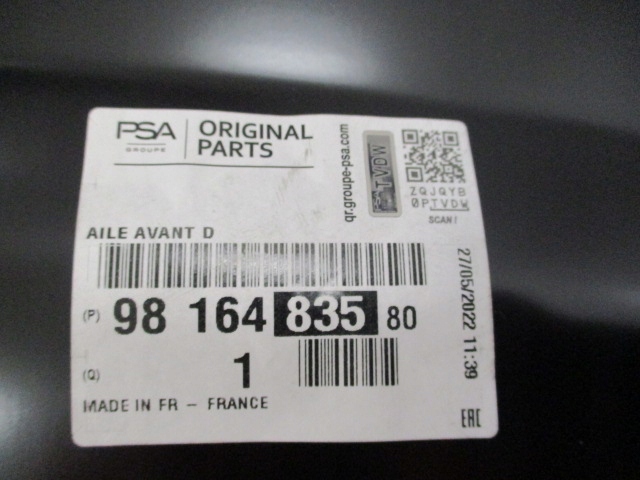 PSA
GROUPE
ORIGINAL
PARTS
qr.groupe-psa.com
PSA TVDW
ZQJQYB
0PTVDW
SCAN!
AILE AVANT D
(P) 98 164 835 80
27/05/2022 11:39
(Q) 1
MADE IN FR – FRANCE
EAC